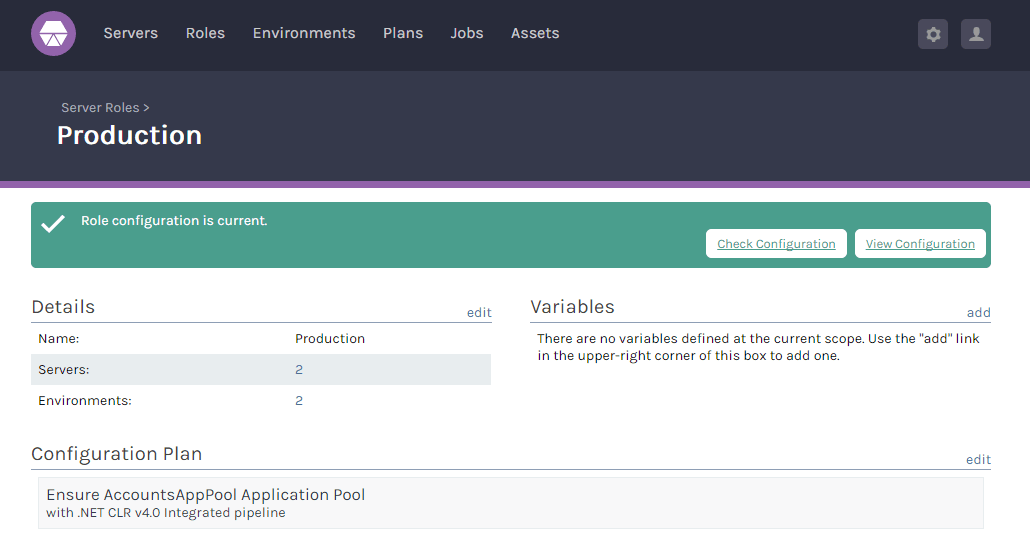 Servers Roles Environments Plans Jobs Assets
Server Roles >
Production
Role configuration is current.
Check Configuration View Configuration
Details edit
Name: Production
Servers: 2
Environments: 2
Variables add
There are no variables defined at the current scope. Use the "add" link
in the upper-right corner of this box to add one.
Configuration Plan edit
Ensure AccountsAppPool Application Pool
with .NET CLR v4.0 Integrated pipeline